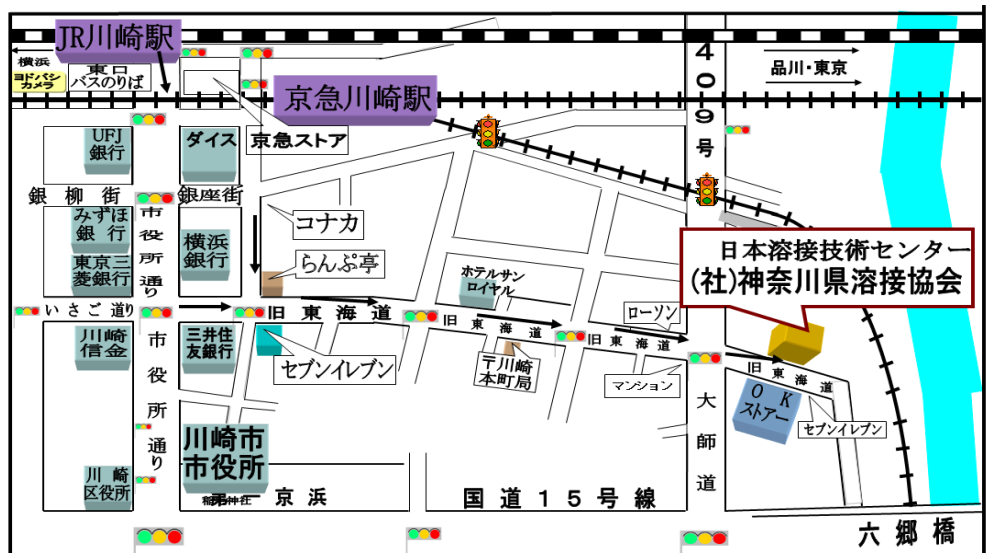 JR川崎駅
横浜
ヨドバシ
カメラ
東口
バスのりば
京急川崎駅
409号
品川・東京
UFJ
銀行
ダイス
京急ストア
銀柳街
銀座街
みずほ
銀行
東京三
菱銀行
市役所通り
横浜
銀行
コナカ
らんぷ亭
ホテルサン
ロイヤル
日本溶接技術センター
(社)神奈川県溶接協会
いさご通り
旧東海道
旧東海道
旧東海道
ローソン
川崎
信金
市役所通り
三井住
友銀行
セブンイレブン
〒川崎
本町局
マンション
旧東海道
OK
ストアー
セブンイレブン
大師道
川崎市
市役所
川崎
区役所
稲毛神社
第一京浜
国道15号線
六郷橋